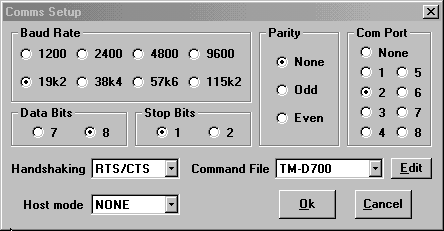 Comms Setup
Baud Rate
1200 2400 4800 9600
19k2 38k4 57k6 115k2
Data Bits
7 8
Stop Bits
1 2
Parity
None
Odd
Even
Com Port
None
1 5
2 6
3 7
4 8
Handshaking RTS/CTS Command File TM-D700 Edit
Host mode NONE Ok Cancel